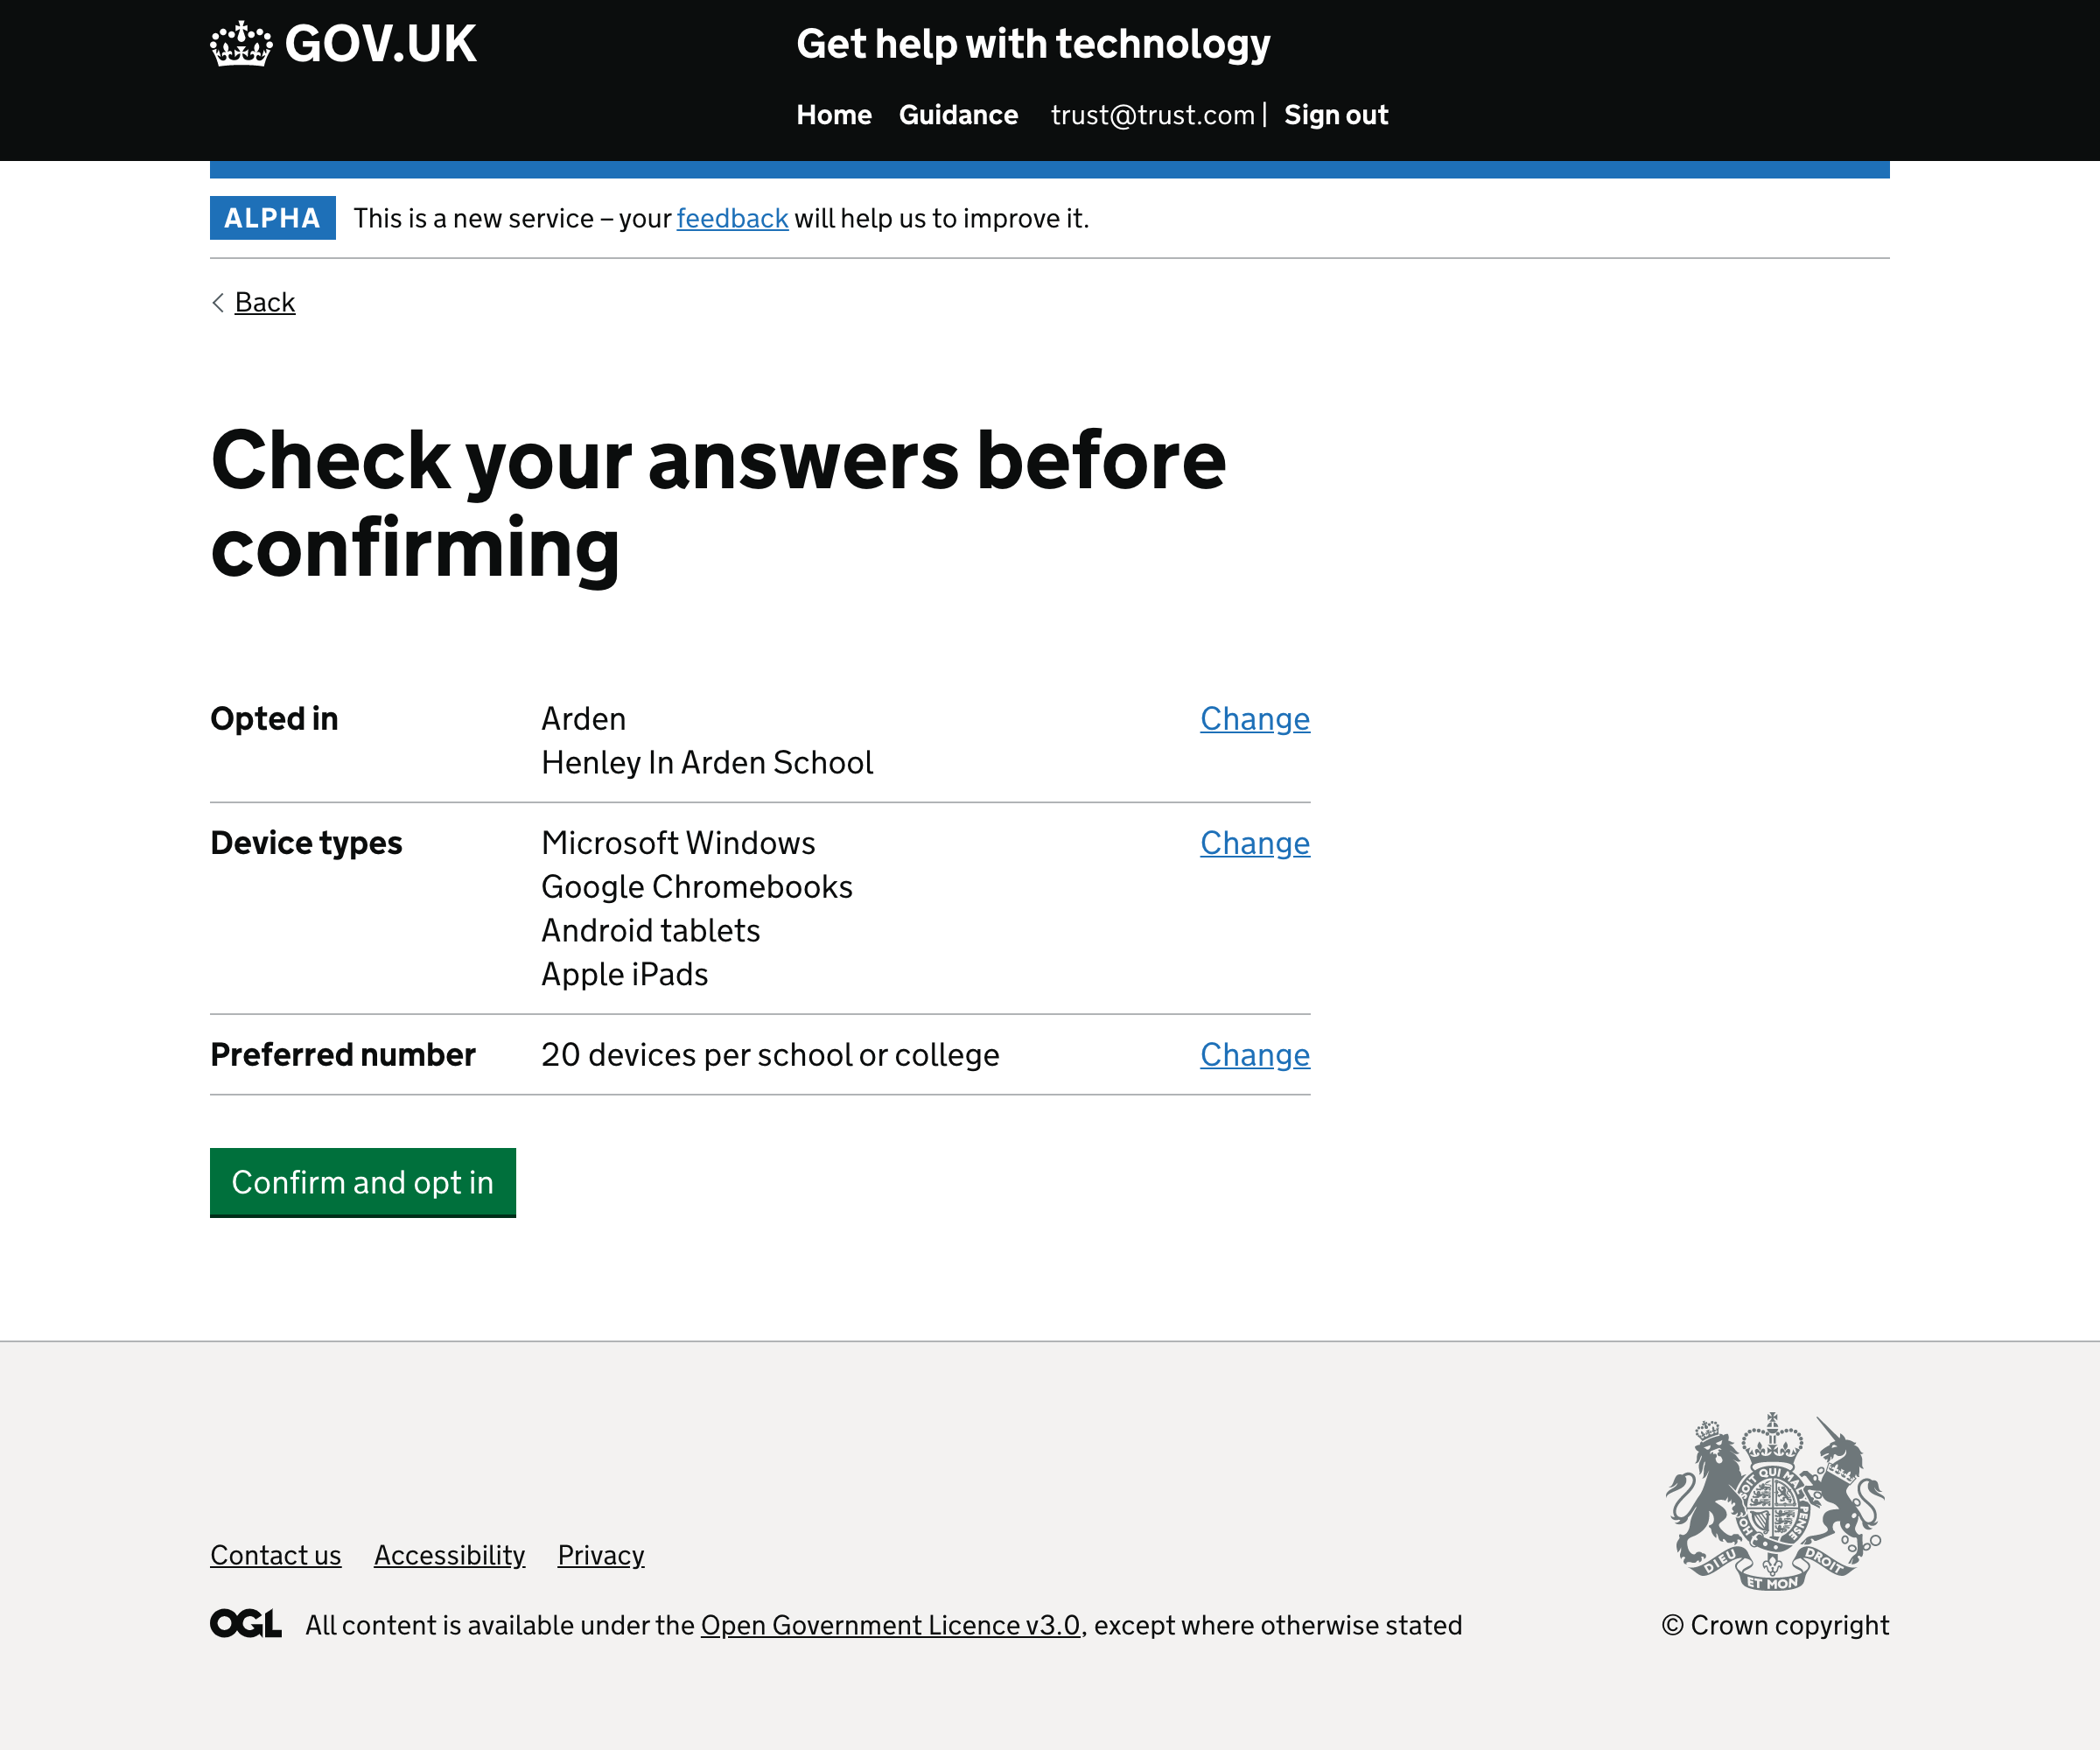 GOV.UK
Get help with technology
Home Guidance trust@trust.com | Sign out
ALPHA This is a new service – your feedback will help us to improve it.
Back
Check your answers before
confirming
Opted in Arden Change
Henley In Arden School
Device types Microsoft Windows Change
Google Chromebooks
Android tablets
Apple iPads
Preferred number 20 devices per school or college Change
Confirm and opt in
DIEU ET MON DROIT
Contact us Accessibility Privacy
OGL All content is available under the Open Government Licence v3.0, except where otherwise stated
© Crown copyright